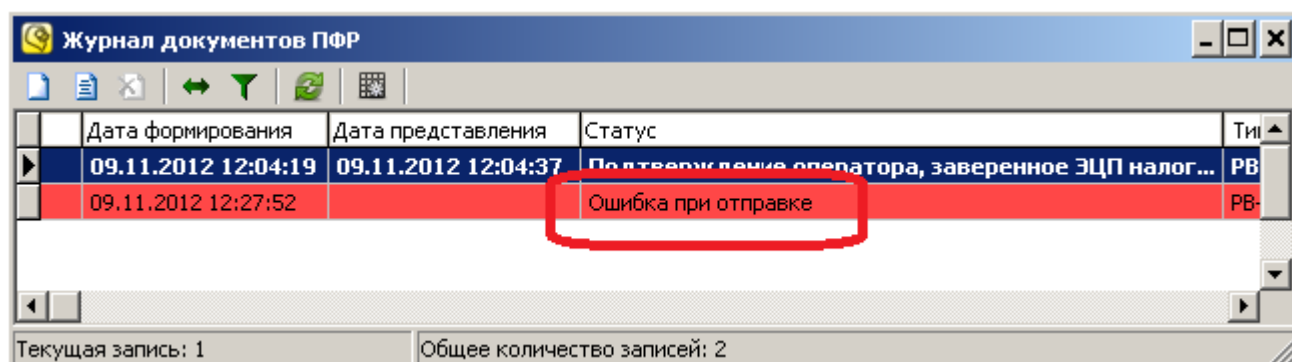 Журнал документов ПФР
Дата формирования Дата представления Статус Тип
09.11.2012 12:04:19 09.11.2012 12:04:37 Подтверждение оператора, заверенное ЭЦП налог... РВ
09.11.2012 12:27:52 Ошибка при отправке РВ-
Текущая запись: 1 Общее количество записей: 2